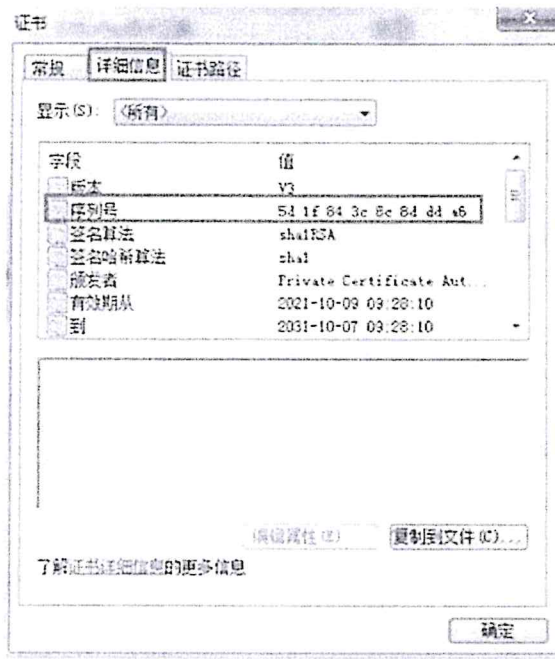 证书
常规 详细信息 证书路径
显示(S): <所有>
字段 值
版本 V3
序列号 5d 1f 84 3c 8c 8d dd a6
签名算法 sha1RSA
签名哈希算法 sha1
颁发者 Private Certificate Aut...
有效期从 2021-10-09 09:28:10
到 2031-10-07 09:28:10
编辑属性(E) 复制到文件(C)...
了解证书详细信息的更多信息
确定